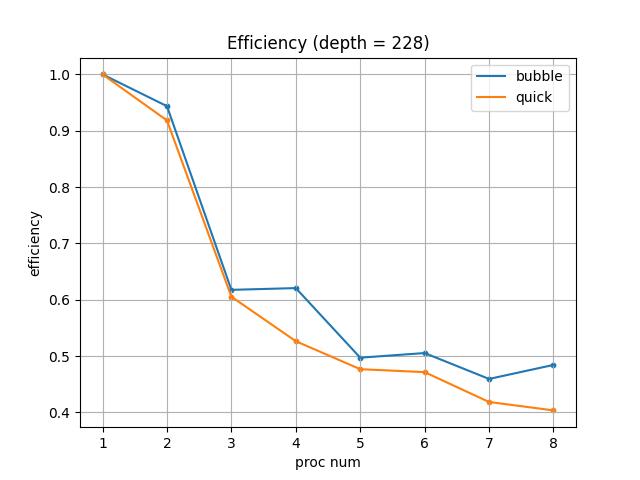 Efficiency (depth = 228)
bubble
quick
efficiency
1.0
0.9
0.8
0.7
0.6
0.5
0.4
1 2 3 4 5 6 7 8
proc num